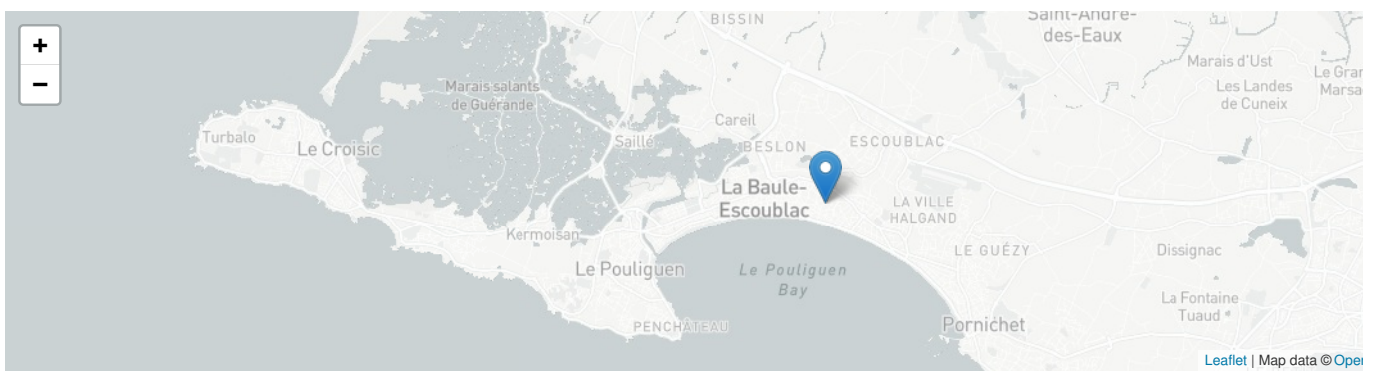 +
−
BISSIN
Saint-André-
des-Eaux
Marais d'Ust
Le Gran
Marsa
Marais salants
de Guérande
Les Landes
de Cuneix
Careil
Turbalo
Le Croisic
Saillé
BESLON
ESCOUBLAC
La Baule-
Escoublac
LA VILLE
HALGAND
Kermoisan
LE GUÉZY
Dissignac
Le Pouliguen
Le Pouliguen
Bay
La Fontaine
Tuaud
PENCHÂTEAU
Pornichet
Leaflet | Map data © Open